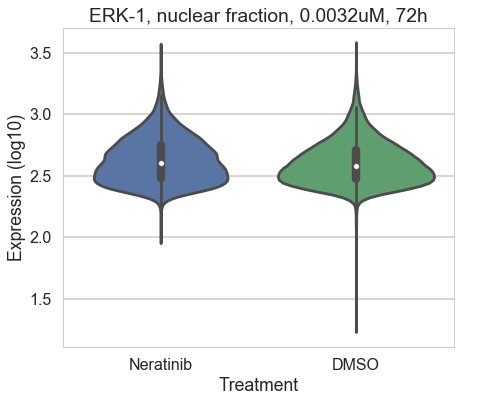 ERK-1, nuclear fraction, 0.0032uM, 72h
Expression (log10)
3.5
3.0
2.5
2.0
1.5
Neratinib DMSO
Treatment